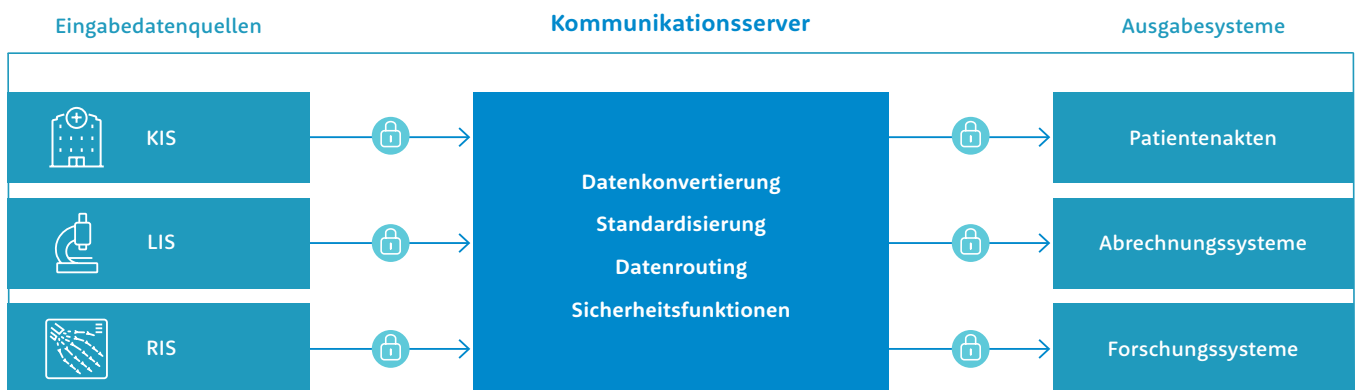 Eingabedatenquellen
Kommunikationsserver
Ausgabesysteme
KIS
LIS
RIS
Datenkonvertierung
Standardisierung
Datenrouting
Sicherheitsfunktionen
Patientenakten
Abrechnungssysteme
Forschungssysteme